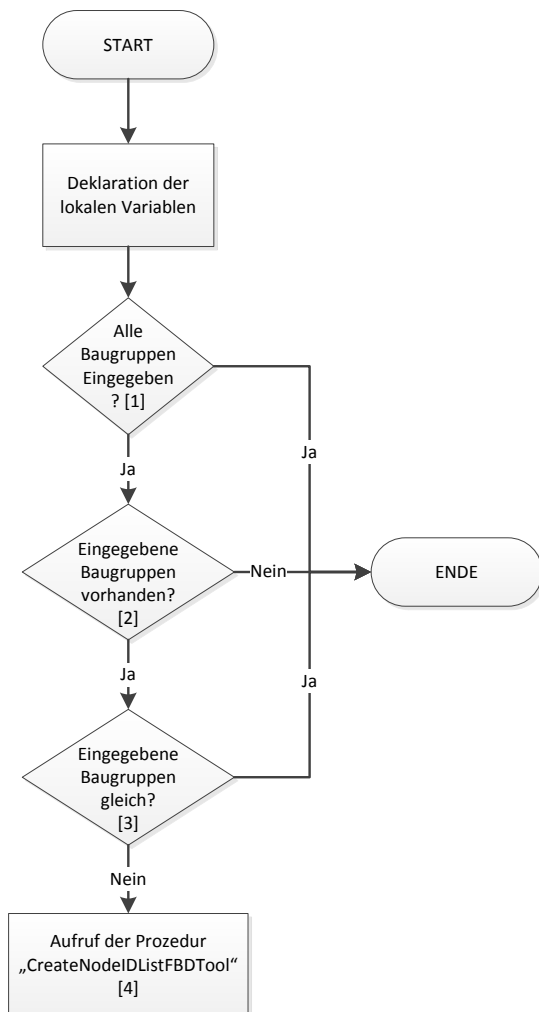 START
Deklaration der
lokalen Variablen
Alle
Baugruppen
Eingegeben
? [1]
Ja
Ja
Eingegebene
Baugruppen
vorhanden?
[2]
Nein
ENDE
Ja
Ja
Eingegebene
Baugruppen
gleich?
[3]
Nein
Aufruf der Prozedur
„CreateNodeIDListFBDTool“
[4]